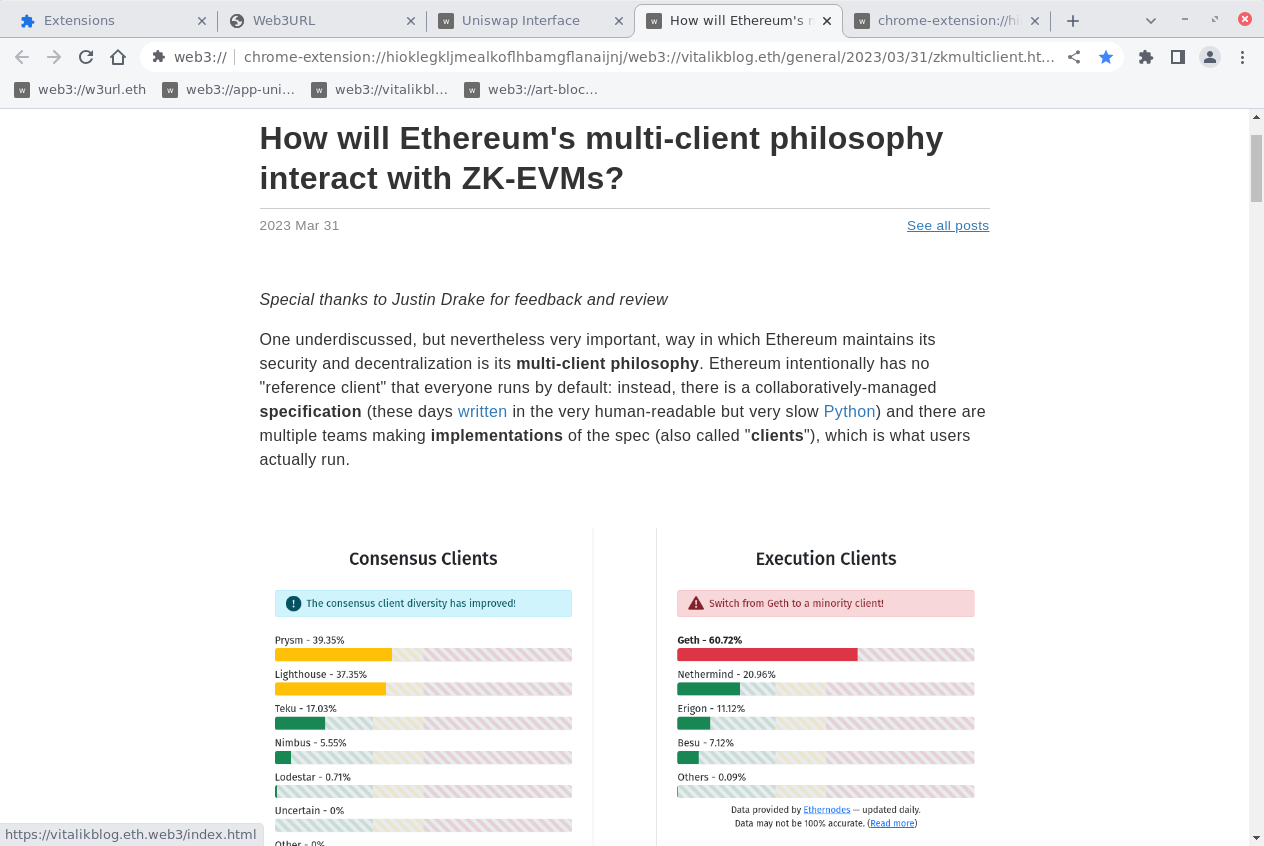 Extensions
Web3URL
Uniswap Interface
How will Ethereum's
chrome-extension://hi
web3://
chrome-extension://hioklegkljmealkoflhbamgflanaijnj/web3://vitalikblog.eth/general/2023/03/31/zkmulticlient.ht...
w web3://w3url.eth
w web3://app-uni...
w web3://vitalikbl...
w web3://art-bloc...
How will Ethereum's multi-client philosophy
interact with ZK-EVMs?
2023 Mar 31
See all posts
Special thanks to Justin Drake for feedback and review
One underdiscussed, but nevertheless very important, way in which Ethereum maintains its
security and decentralization is its multi-client philosophy. Ethereum intentionally has no
"reference client" that everyone runs by default: instead, there is a collaboratively-managed
specification (these days written in the very human-readable but very slow Python) and there are
multiple teams making implementations of the spec (also called "clients"), which is what users
actually run.
Consensus Clients
The consensus client diversity has improved!
Prysm - 39.35%
Lighthouse - 37.35%
Teku - 17.03%
Nimbus - 5.55%
Lodestar - 0.71%
Uncertain - 0%
Other - 0%
Execution Clients
Switch from Geth to a minority client!
Geth - 60.72%
Nethermind - 20.96%
Erigon - 11.12%
Besu - 7.12%
Others - 0.09%
Data provided by Ethernodes — updated daily.
Data may not be 100% accurate. (Read more)
https://vitalikblog.eth.web3/index.html